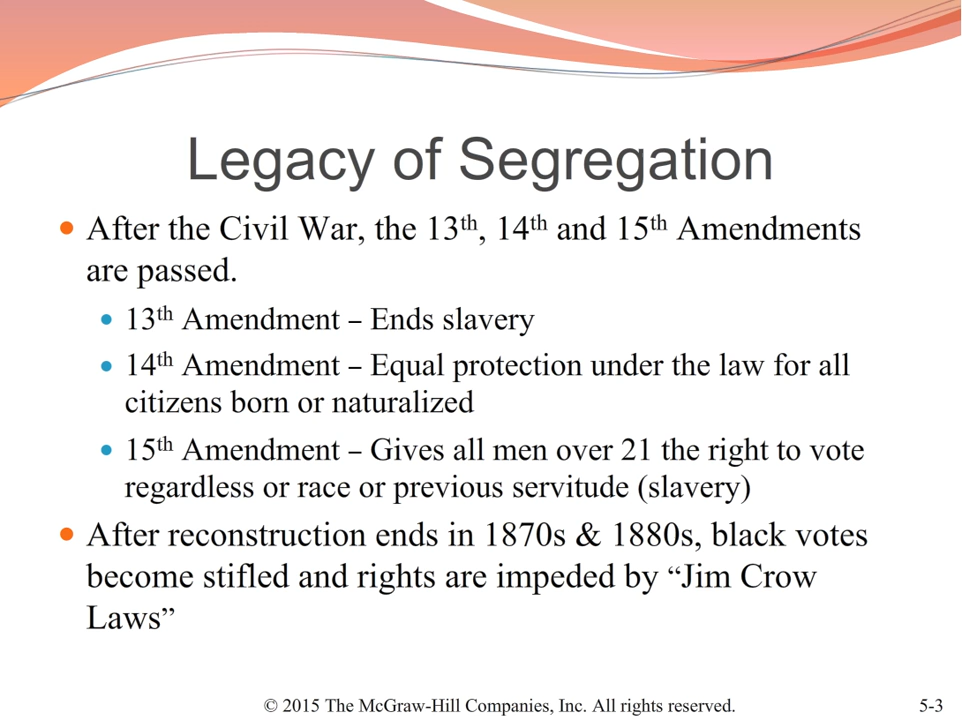 Legacy of Segregation
• After the Civil War, the 13th, 14th and 15th Amendments
are passed.
• 13th Amendment – Ends slavery
• 14th Amendment – Equal protection under the law for all
citizens born or naturalized
• 15th Amendment – Gives all men over 21 the right to vote
regardless or race or previous servitude (slavery)
• After reconstruction ends in 1870s & 1880s, black votes
become stifled and rights are impeded by “Jim Crow
Laws”
© 2015 The McGraw-Hill Companies, Inc. All rights reserved. 5-3